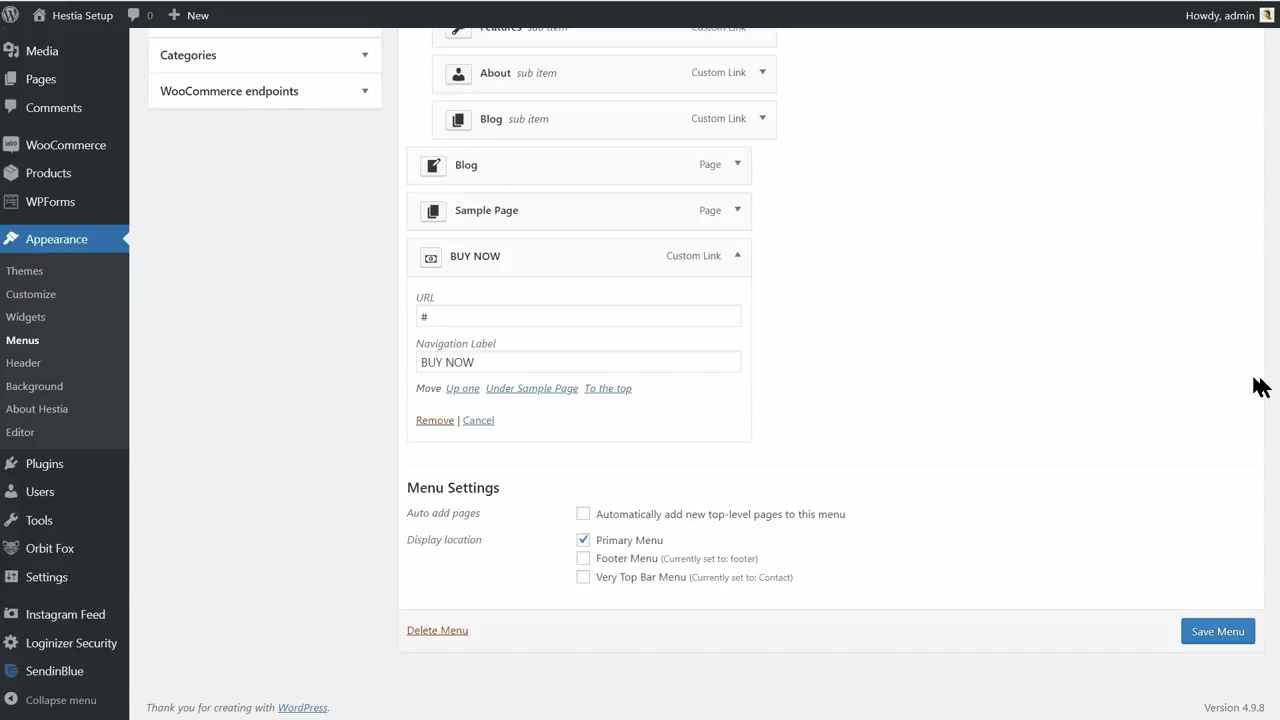 Hestia Setup 0 New Howdy, admin
Media
Pages
Comments
WooCommerce
Products
WPForms
Appearance
Themes
Customize
Widgets
Menus
Header
Background
About Hestia
Editor
Plugins
Users
Tools
Orbit Fox
Settings
Instagram Feed
Loginizer Security
SendinBlue
Collapse menu
Categories
WooCommerce endpoints
Features sub item Custom Link
About sub item Custom Link
Blog sub item Custom Link
Blog Page
Sample Page Page
BUY NOW Custom Link
URL
#
Navigation Label
BUY NOW
Move Up one Under Sample Page To the top
Remove | Cancel
Menu Settings
Auto add pages Automatically add new top-level pages to this menu
Display location Primary Menu
Footer Menu (Currently set to: footer)
Very Top Bar Menu (Currently set to: Contact)
Delete Menu Save Menu
Thank you for creating with WordPress. Version 4.9.8